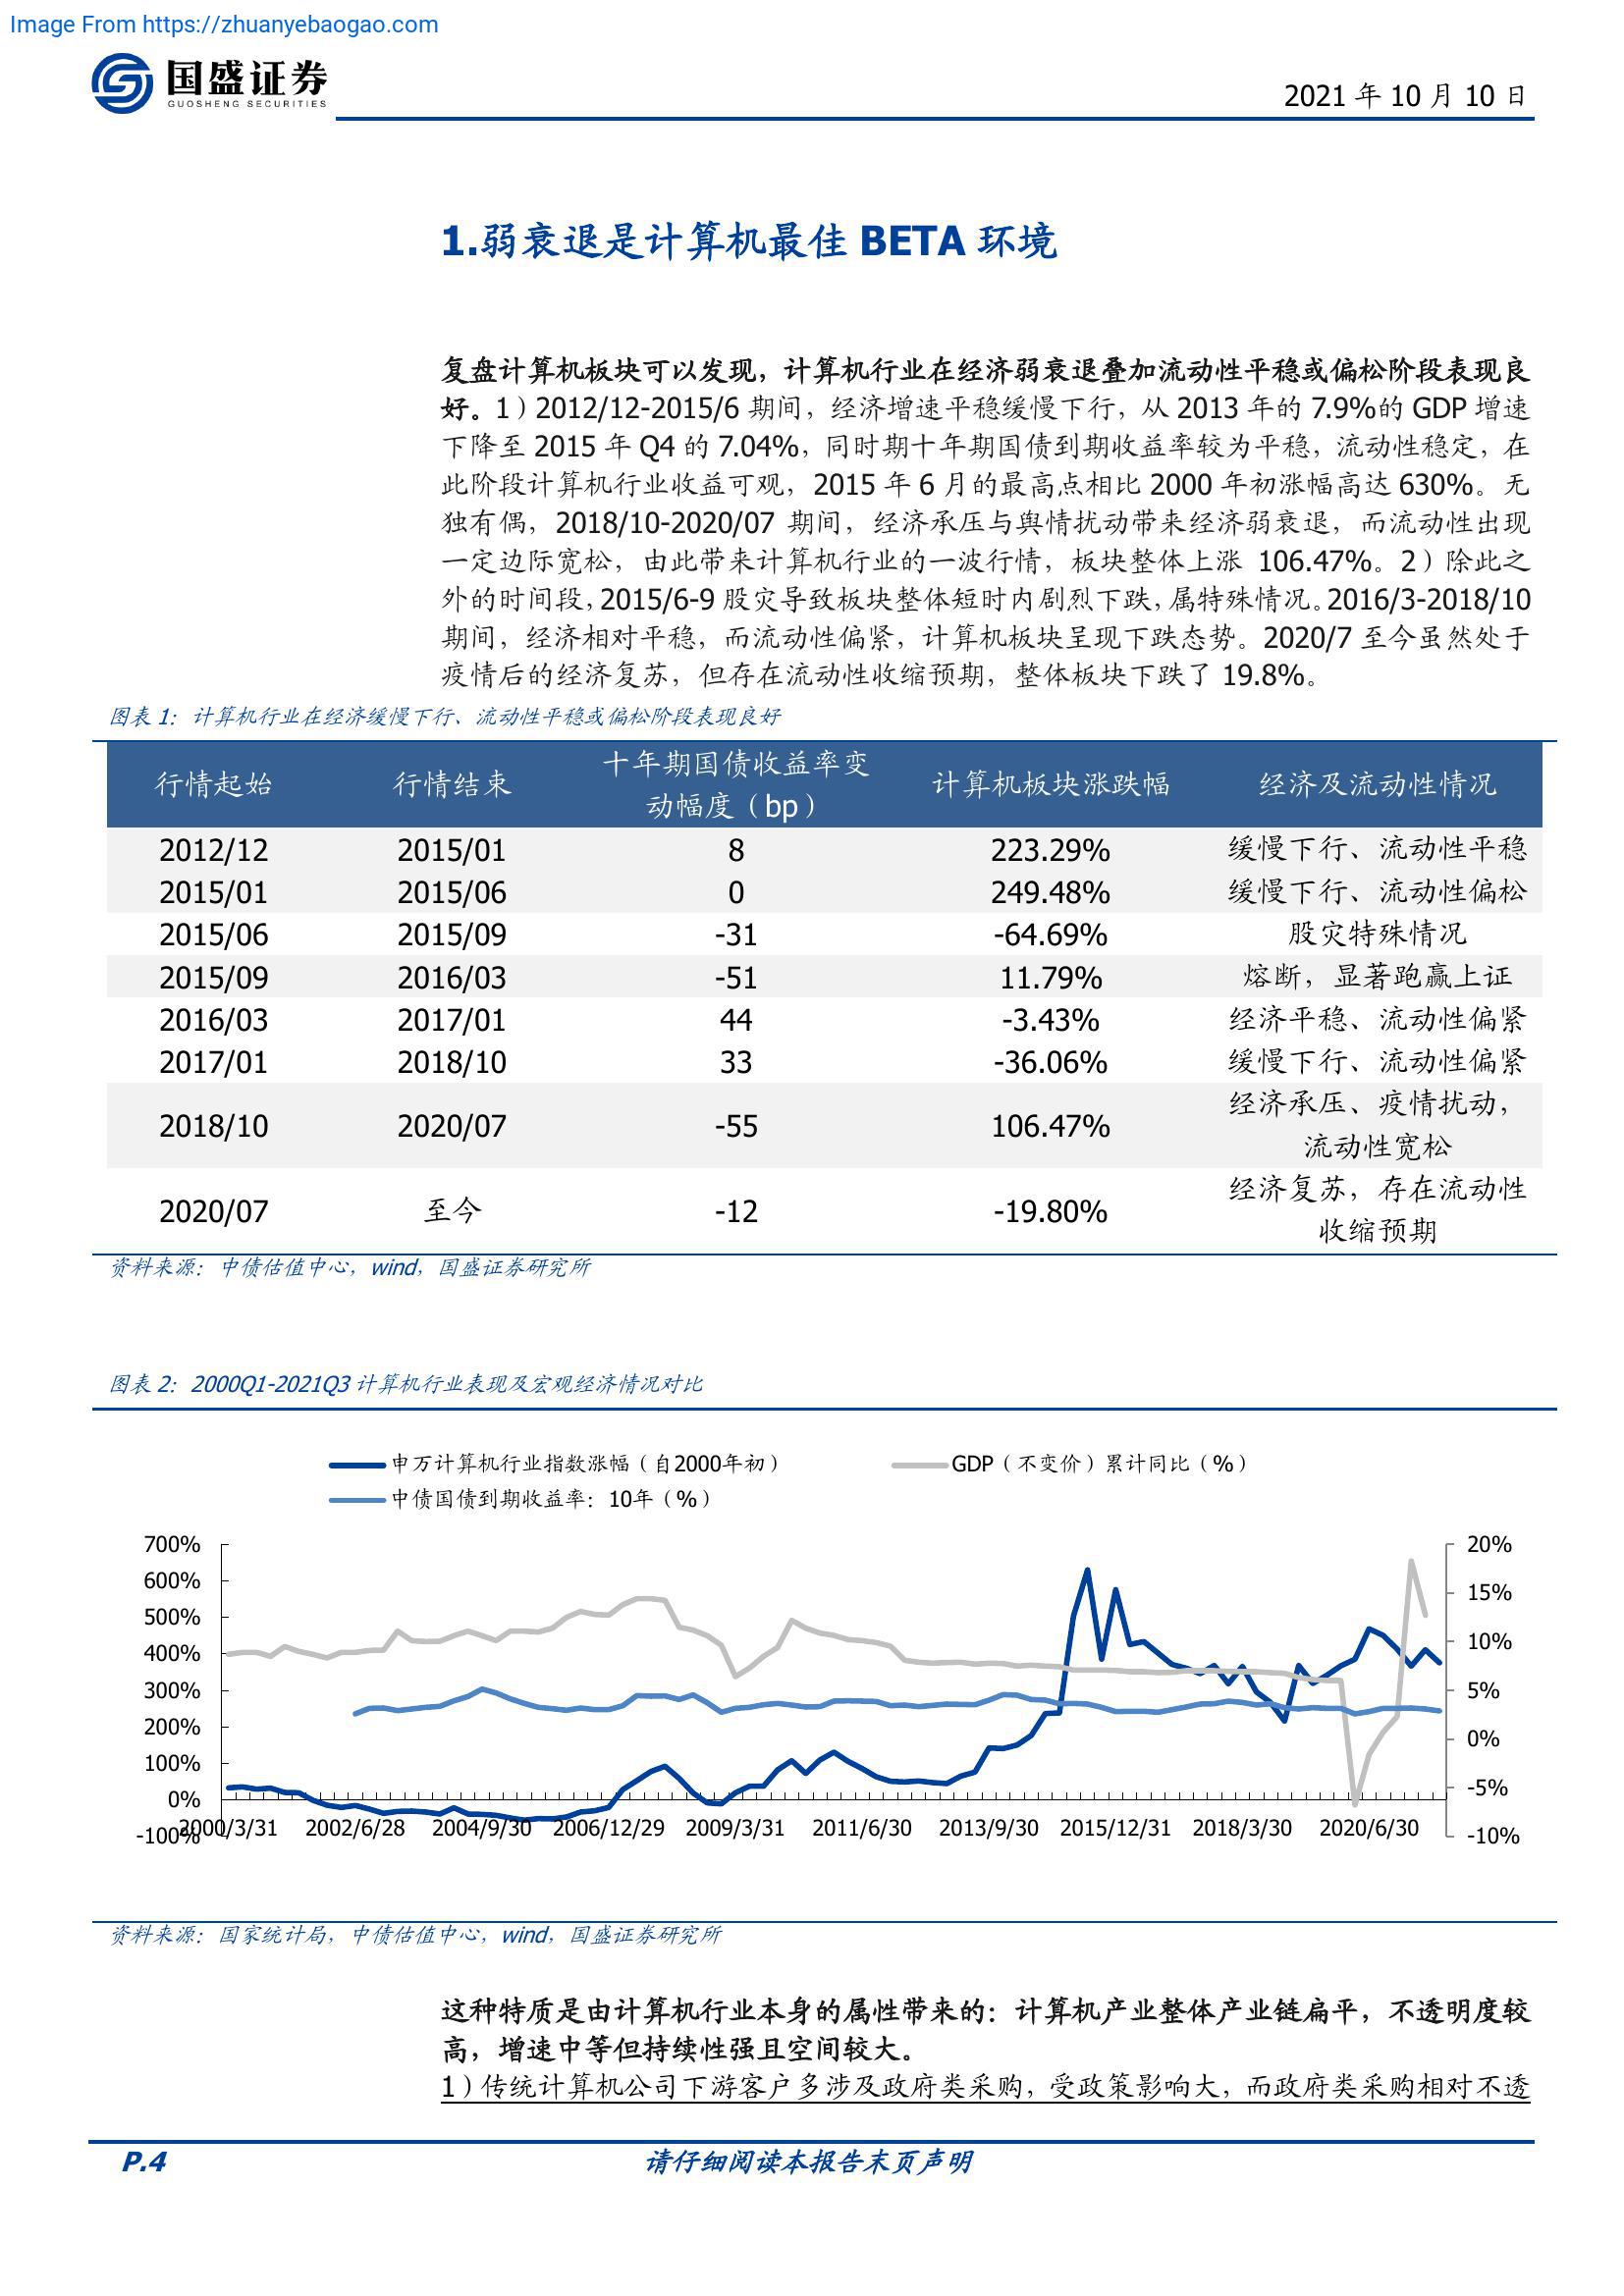 Image From https://zhuanyebaogao.com
国盛证券
GUOSHENG SECURITIES
2021 年 10 月 10 日
1.弱衰退是计算机最佳 BETA 环境
复盘计算机板块可以发现，计算机行业在经济弱衰退叠加流动性平稳或偏松阶段表现良
好。1）2012/12-2015/6 期间，经济增速平稳缓慢下行，从 2013 年的 7.9%的 GDP 增速
下降至 2015 年 Q4 的 7.04%，同时期十年期国债到期收益率较为平稳，流动性稳定，在
此阶段计算机行业收益可观，2015 年 6 月的最高点相比 2000 年初涨幅高达 630%。无
独有偶，2018/10-2020/07 期间，经济承压与舆情扰动带来经济弱衰退，而流动性出现
一定边际宽松，由此带来计算机行业的一波行情，板块整体上涨 106.47%。2）除此之
外的时间段，2015/6-9 股灾导致板块整体短时内剧烈下跌，属特殊情况。2016/3-2018/10
期间，经济相对平稳，而流动性偏紧，计算机板块呈现下跌态势。2020/7 至今虽然处于
疫情后的经济复苏，但存在流动性收缩预期，整体板块下跌了 19.8%。
图表 1：计算机行业在经济缓慢下行、流动性平稳或偏松阶段表现良好
行情起始 行情结束 十年期国债收益率变动幅度（bp） 计算机板块涨跌幅 经济及流动性情况
2012/12 2015/01 8 223.29% 缓慢下行、流动性平稳
2015/01 2015/06 0 249.48% 缓慢下行、流动性偏松
2015/06 2015/09 -31 -64.69% 股灾特殊情况
2015/09 2016/03 -51 11.79% 熔断，显著跑赢上证
2016/03 2017/01 44 -3.43% 经济平稳、流动性偏紧
2017/01 2018/10 33 -36.06% 缓慢下行、流动性偏紧
2018/10 2020/07 -55 106.47% 经济承压、疫情扰动，流动性宽松
2020/07 至今 -12 -19.80% 经济复苏，存在流动性收缩预期
资料来源：中债估值中心，wind，国盛证券研究所
图表 2：2000Q1-2021Q3 计算机行业表现及宏观经济情况对比
申万计算机行业指数涨幅（自2000年初） GDP（不变价）累计同比（%）
中债国债到期收益率：10年（%）
700% 20%
600% 15%
500%
400% 10%
300% 5%
200% 0%
100%
0% -5%
-100% -10%
2000/3/31 2002/6/28 2004/9/30 2006/12/29 2009/3/31 2011/6/30 2013/9/30 2015/12/31 2018/3/30 2020/6/30
资料来源：国家统计局，中债估值中心，wind，国盛证券研究所
这种特质是由计算机行业本身的属性带来的：计算机产业整体产业链扁平，不透明度较
高，增速中等但持续性强且空间较大。
1）传统计算机公司下游客户多涉及政府类采购，受政策影响大，而政府类采购相对不透
P.4 请仔细阅读本报告末页声明